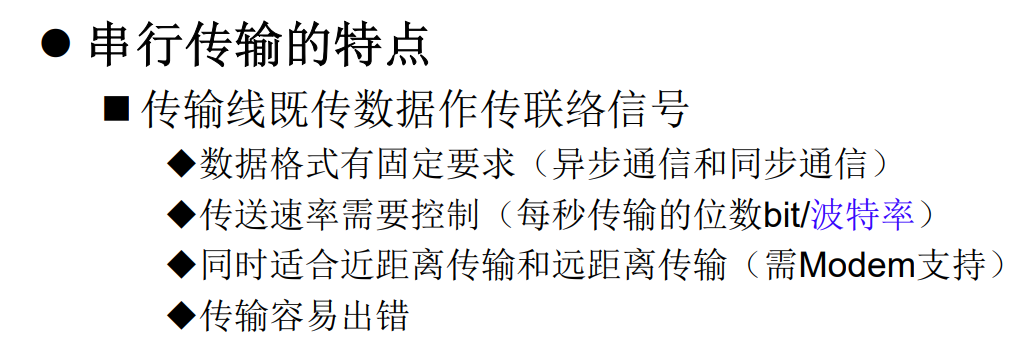 ● 串行传输的特点
■ 传输线既传数据作传联络信号
◆数据格式有固定要求（异步通信和同步通信）
◆传送速率需要控制（每秒传输的位数bit/波特率）
◆同时适合近距离传输和远距离传输（需Modem支持）
◆传输容易出错